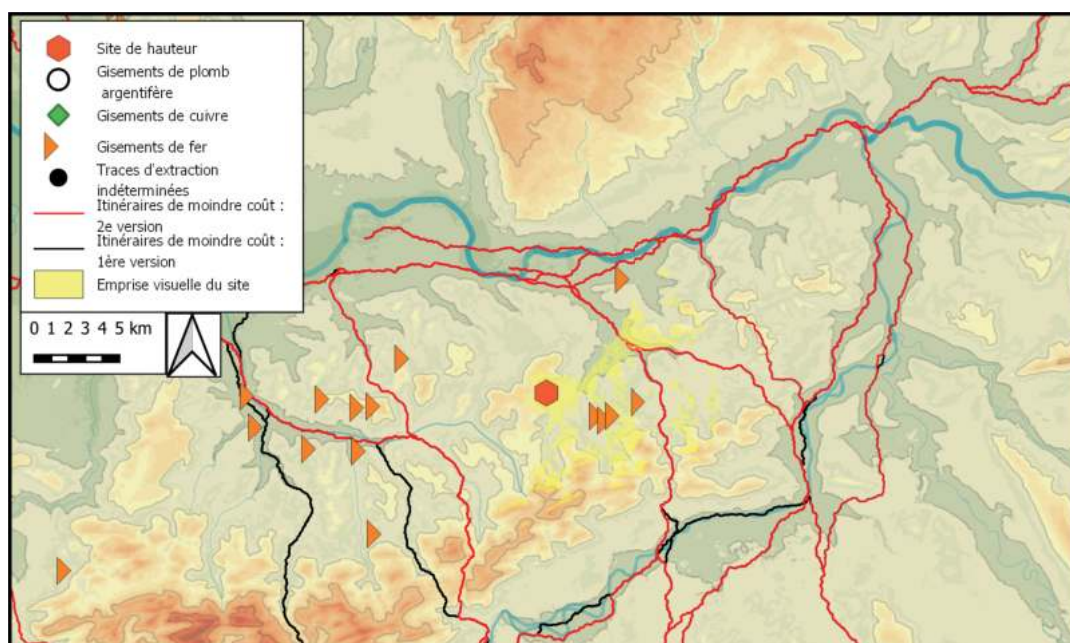 Site de hauteur
Gisements de plomb
argentifère
Gisements de cuivre
Gisements de fer
Traces d'extraction
indéterminées
Itinéraires de moindre coût :
2e version
Itinéraires de moindre coût :
1ère version
Emprise visuelle du site
0 1 2 3 4 5 km